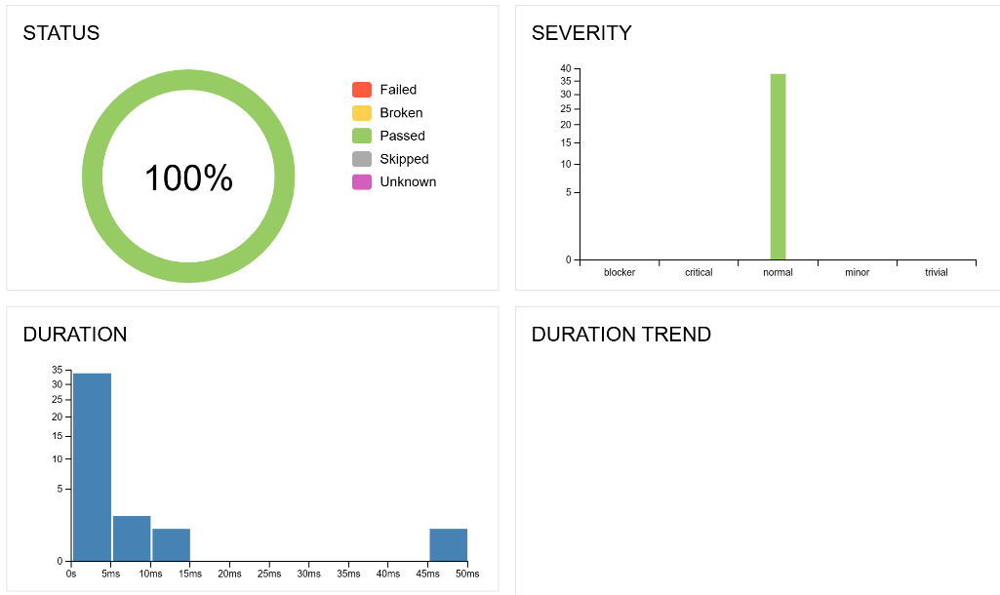 STATUS
100%
Failed
Broken
Passed
Skipped
Unknown
SEVERITY
40
35
30
25
20
15
10
5
0
blocker critical normal minor trivial
DURATION
35
30
25
20
15
10
5
0
0s 5ms 10ms 15ms 20ms 25ms 30ms 35ms 40ms 45ms 50ms
DURATION TREND